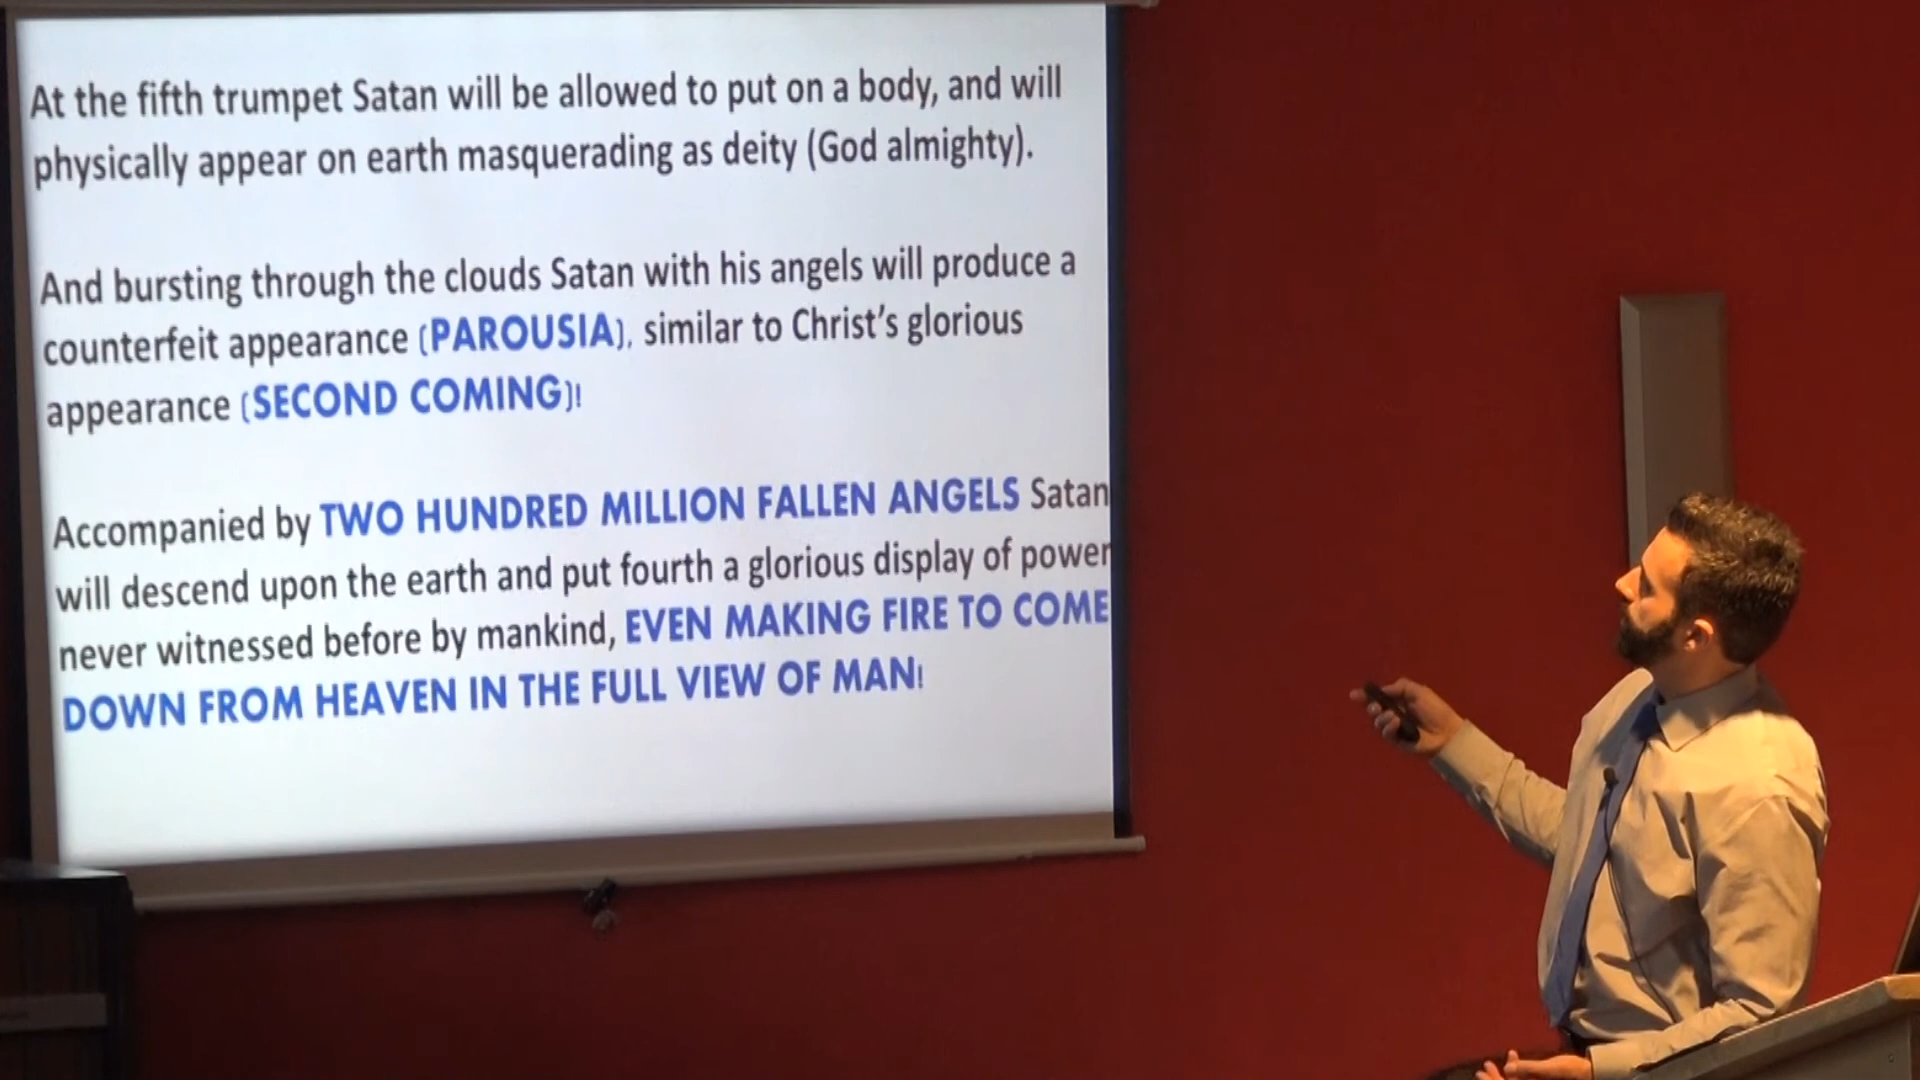 At the fifth trumpet Satan will be allowed to put on a body, and will
physically appear on earth masquerading as deity (God almighty).
And bursting through the clouds Satan with his angels will produce a
counterfeit appearance (PAROUSIA), similar to Christ's glorious
appearance (SECOND COMING)!
Accompanied by TWO HUNDRED MILLION FALLEN ANGELS Satan
will descend upon the earth and put fourth a glorious display of power
never witnessed before by mankind, EVEN MAKING FIRE TO COME
DOWN FROM HEAVEN IN THE FULL VIEW OF MAN!